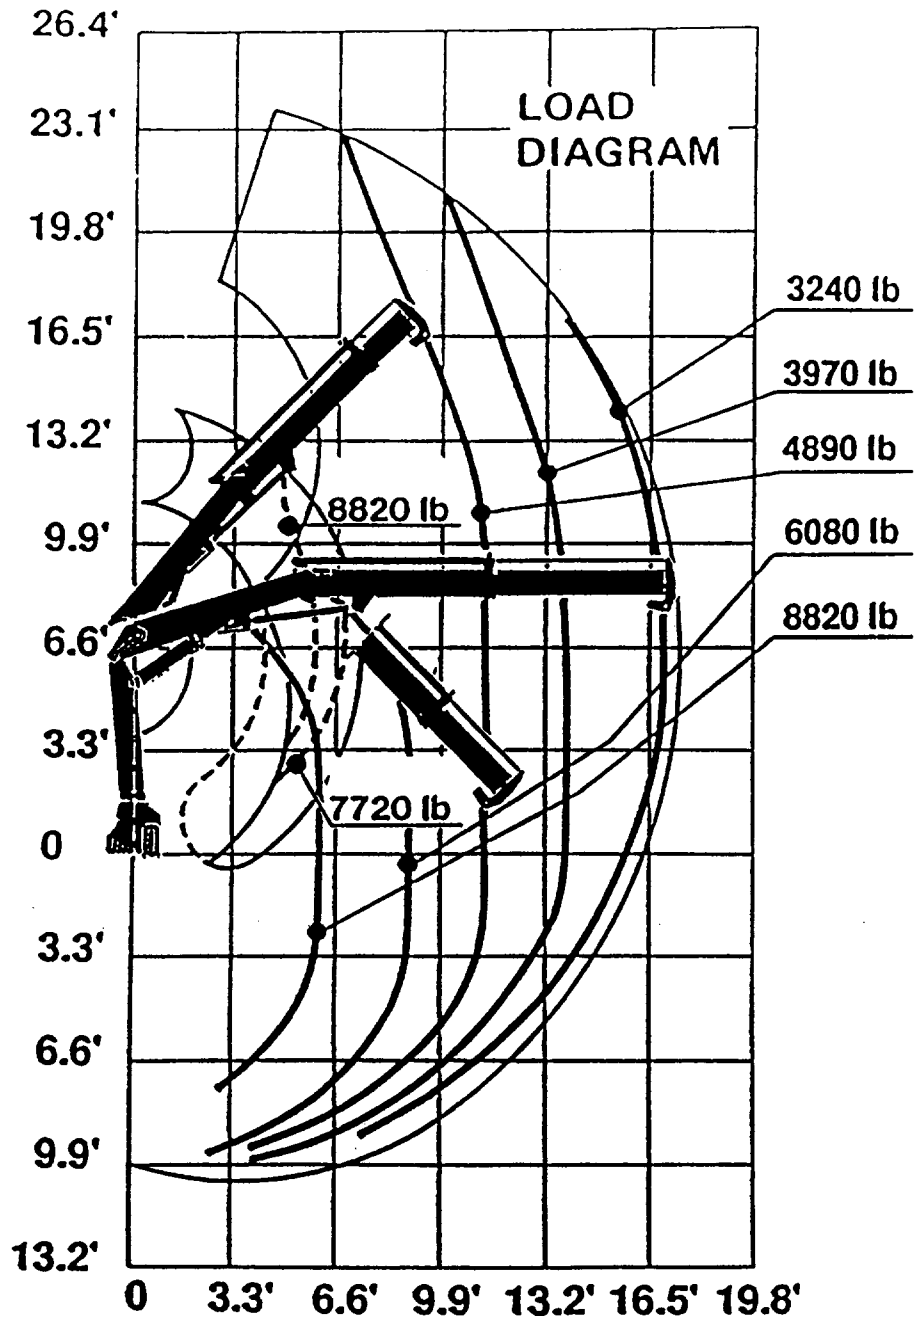 26.4'
23.1'
LOAD
DIAGRAM
19.8'
3240 lb
16.5'
3970 lb
13.2'
4890 lb
8820 lb
9.9'
6080 lb
6.6'
8820 lb
3.3'
7720 lb
0
3.3'
6.6'
9.9'
13.2'
0 3.3' 6.6' 9.9' 13.2' 16.5' 19.8'